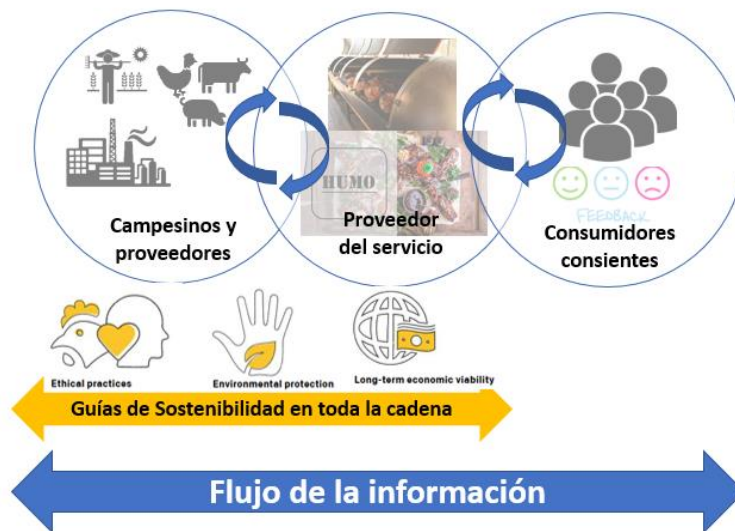 HUMO
Campesinos y
proveedores
Proveedor
del servicio
FEEDBACK
Consumidores
consientes
Ethical practices
Environmental protection
Long-term economic viability
Guías de Sostenibilidad en toda la cadena
Flujo de la información